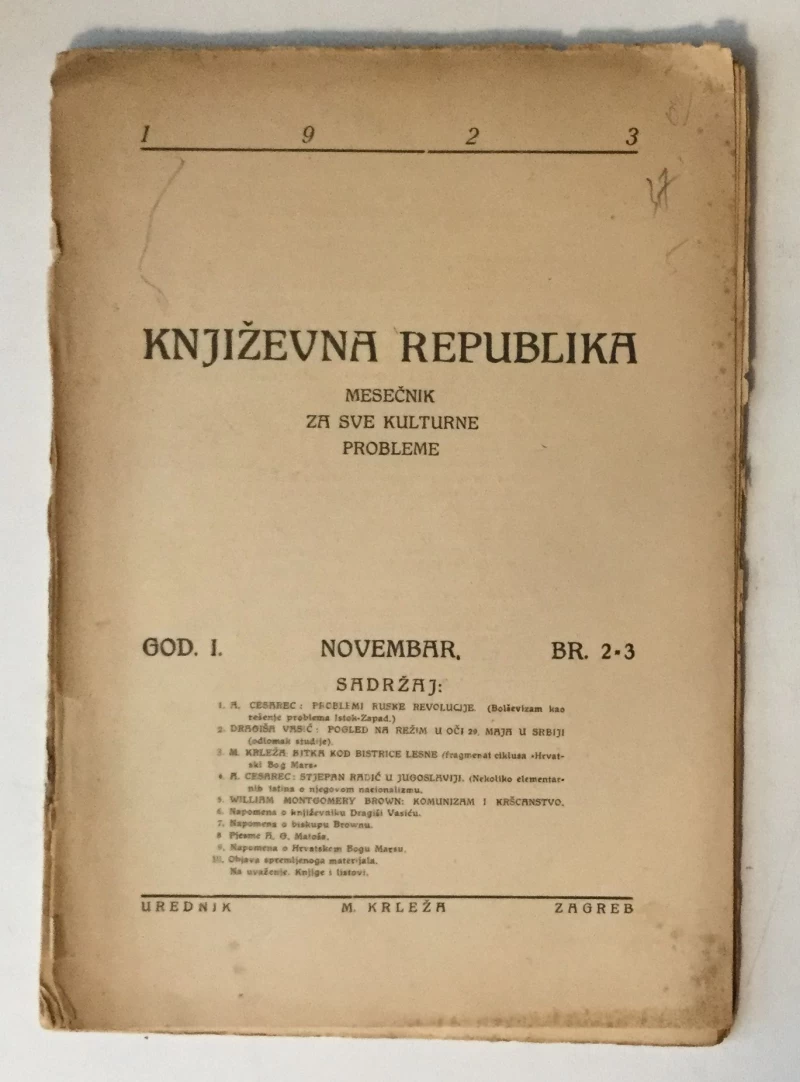 1 9 2 3
KNJIŽEVNA REPUBLIKA
MESEČNIK
ZA SVE KULTURNE
PROBLEME
GOD. I. NOVEMBAR. BR. 2-3
SADRŽAJ:
1. A. CESAREC: PROBLEMI RUSKE REVOLUCIJE. (Bolševizam kao
rešenje problema Istok-Zapad.)
2. DRAGIŠA VASIĆ: POGLED NA REŽIM U OČI 29. MAJA U SRBIJI
(odlomak studije).
3. M. KRLEŽA: BITKA KOD BISTRICE LESNE (fragmenat ciklusa »Hrvat-
ski Bog Mars«
4. A. CESAREC: STJEPAN RADIĆ U JUGOSLAVIJI. (Nekoliko elementar-
nih istina o njegovom nacionalizmu.
5. WILLIAM MONTGOMERY BROWN: KOMUNIZAM I KRŠCANSTVO.
6. Napomena o književniku Dragiši Vasiću.
7. Napomena o biskupu Brownu.
8 Pjesme A. G. Matoša.
9. Napomena o Hrvatskom Bogu Marsu.
10. Objava spremljenoga materijala.
Na uvaženje. Knjige i listovi.
UREDNIK M. KRLEŽA ZAGREB